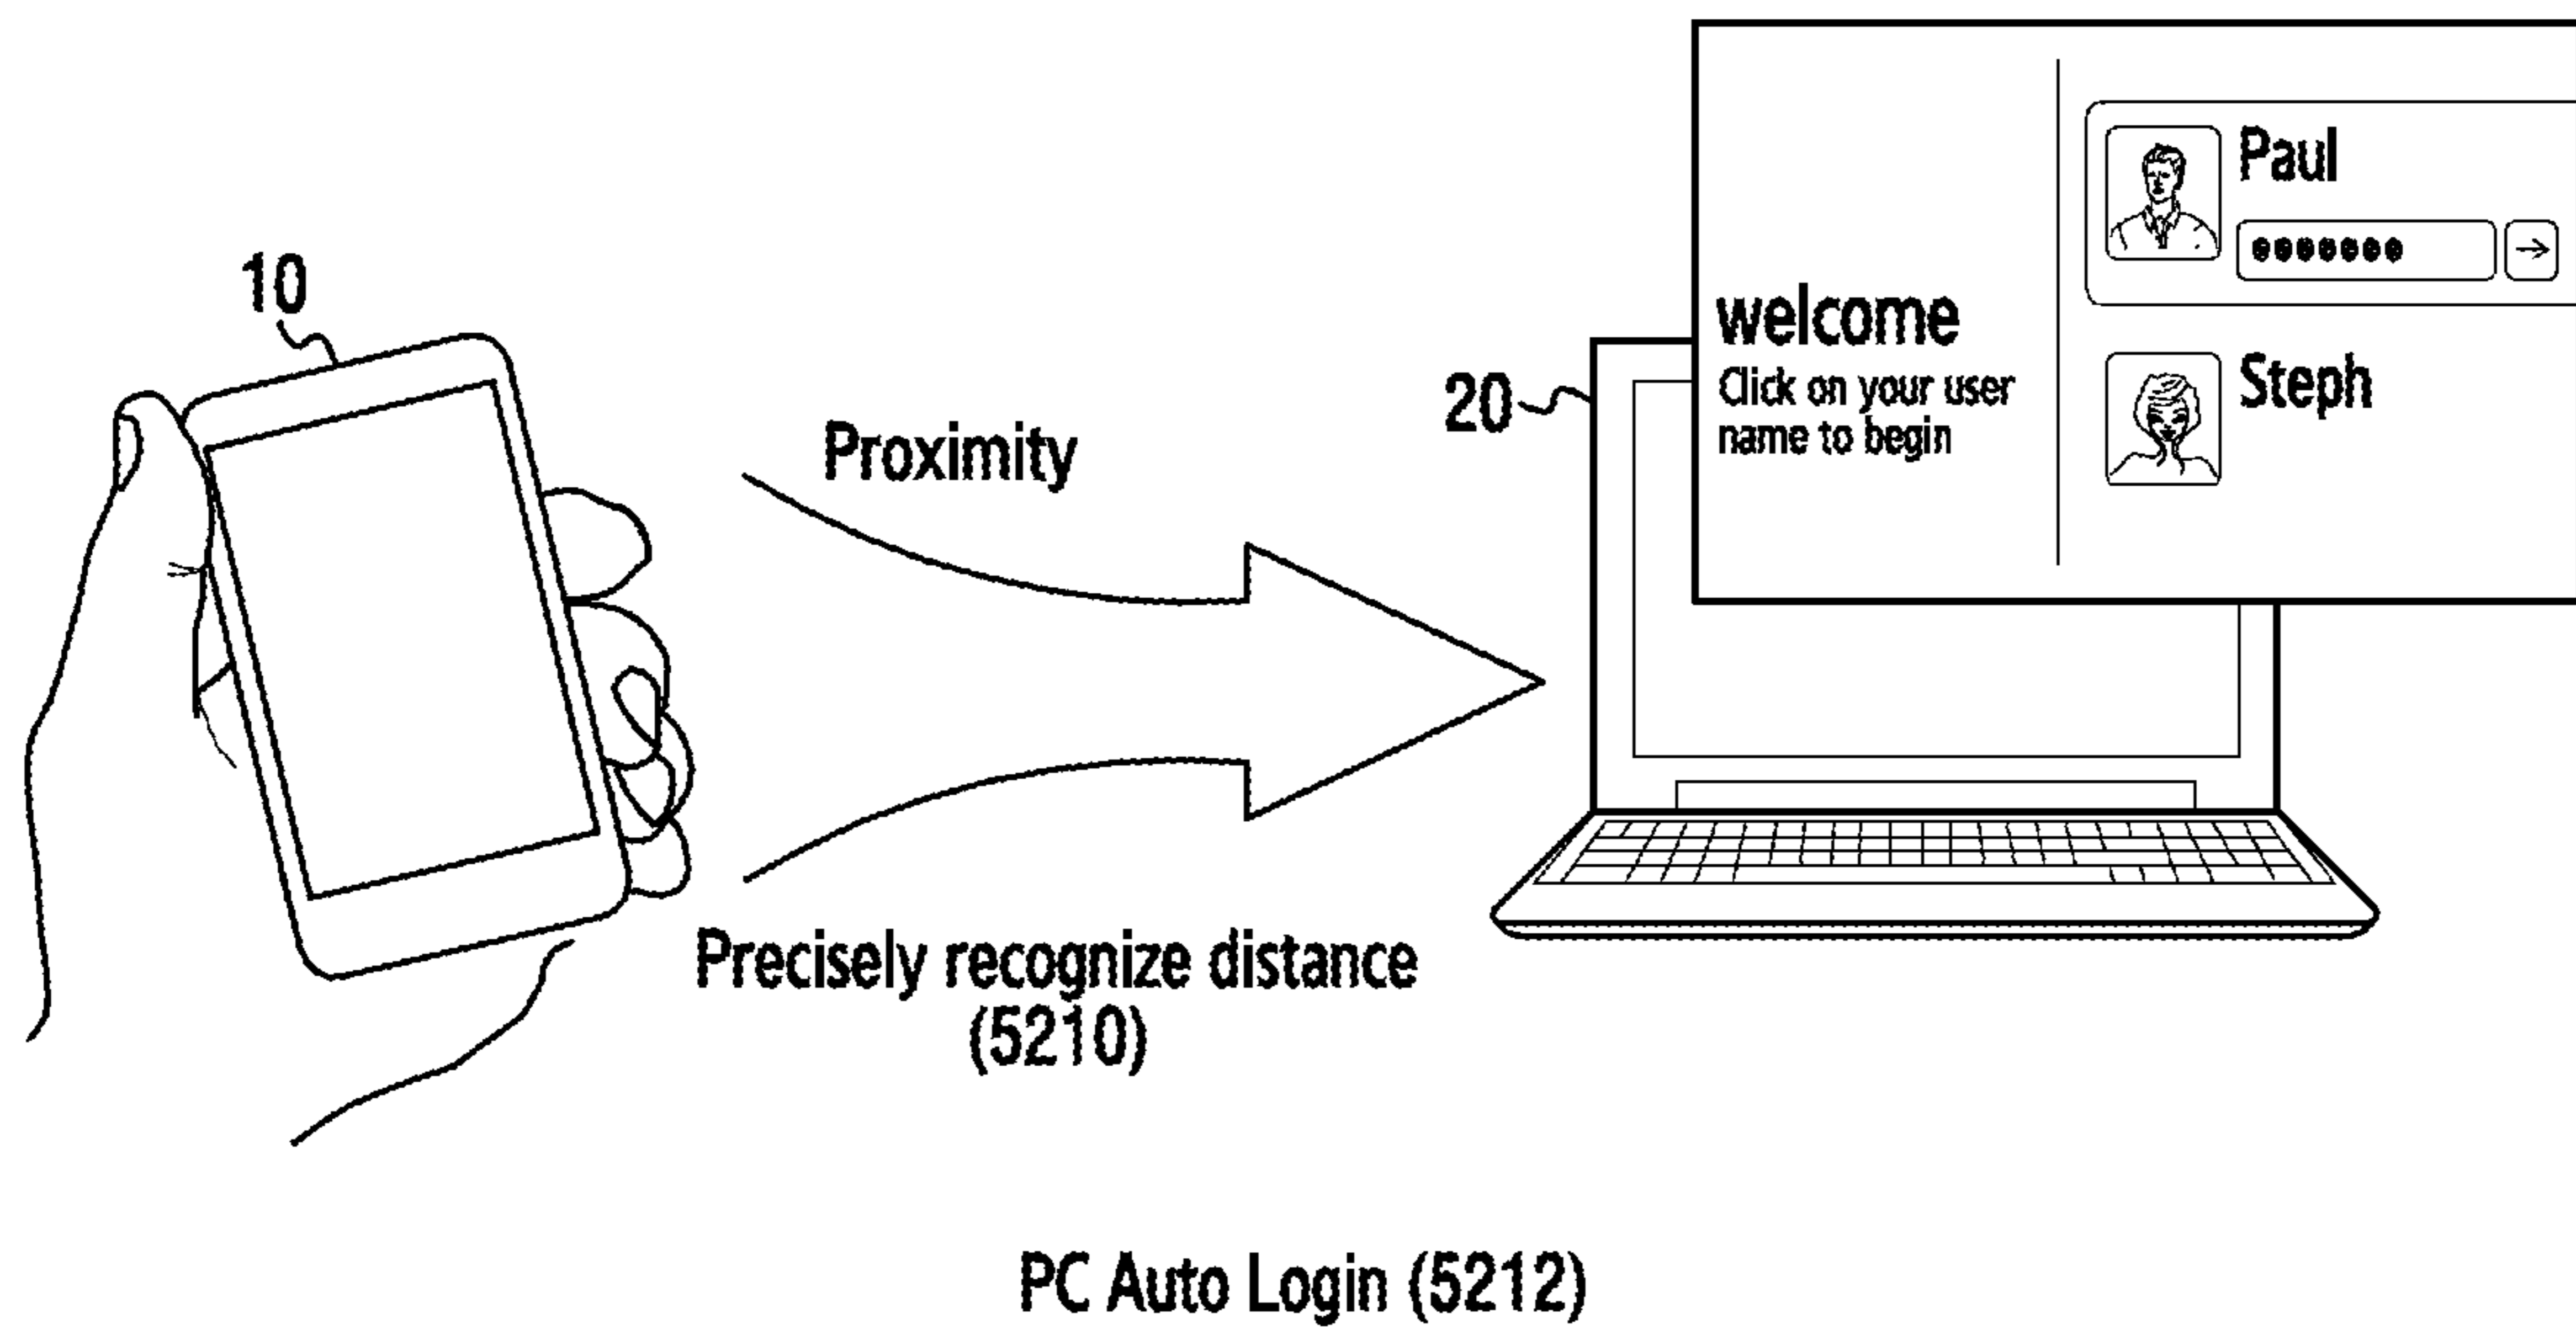 10
Proximity
Precisely recognize distance
(5210)
20
welcome
Click on your user
name to begin
Paul
●●●●●●●
→
Steph
PC Auto Login (5212)